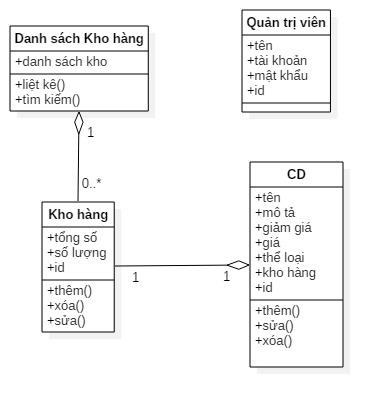 Danh sách Kho hàng
+danh sách kho
+liệt kê()
+tìm kiếm()
1
0..*
Quản trị viên
+tên
+tài khoản
+mật khẩu
+id
Kho hàng
+tổng số
+số lượng
+id
+thêm()
+xóa()
+sửa()
1
1
CD
+tên
+mô tả
+giảm giá
+giá
+thể loại
+kho hàng
+id
+thêm()
+sửa()
+xóa()